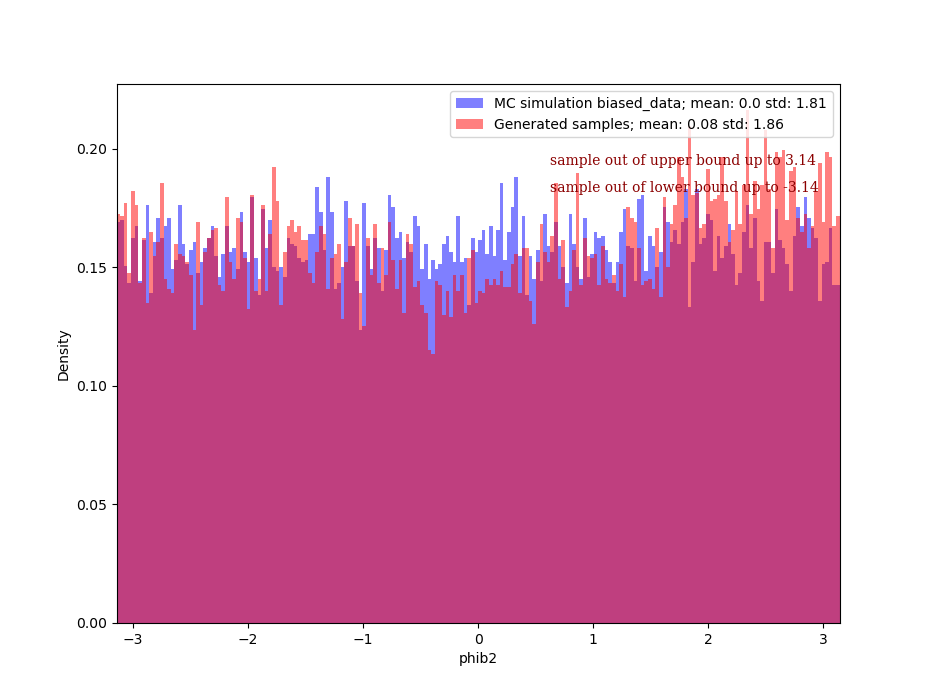 MC simulation biased_data; mean: 0.0 std: 1.81
Generated samples; mean: 0.08 std: 1.86
sample out of upper bound up to 3.14
sample out of lower bound up to -3.14
0.20
0.15
0.10
0.05
0.00
Density
−3 −2 −1 0 1 2 3
phib2